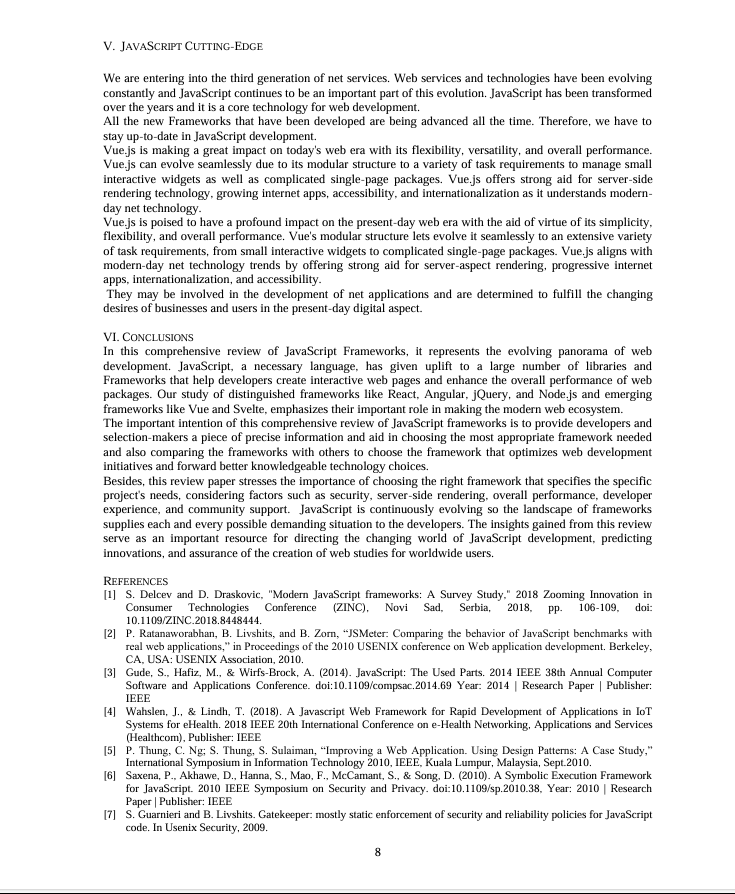 V. JAVASCRIPT CUTTING-EDGE
We are entering into the third generation of net services. Web services and technologies have been evolving
constantly and JavaScript continues to be an important part of this evolution. JavaScript has been transformed
over the years and it is a core technology for web development.
All the new Frameworks that have been developed are being advanced all the time. Therefore, we have to
stay up-to-date in JavaScript development.
Vue.js is making a great impact on today's web era with its flexibility, versatility, and overall performance.
Vue.js can evolve seamlessly due to its modular structure to a variety of task requirements to manage small
interactive widgets as well as complicated single-page packages. Vue.js offers strong aid for server-side
rendering technology, growing internet apps, accessibility, and internationalization as it understands modern-
day net technology.
Vue.js is poised to have a profound impact on the present-day web era with the aid of virtue of its simplicity,
flexibility, and overall performance. Vue's modular structure lets evolve it seamlessly to an extensive variety
of task requirements, from small interactive widgets to complicated single-page packages. Vue.js aligns with
modern-day net technology trends by offering strong aid for server-aspect rendering, progressive internet
apps, internationalization, and accessibility.
They may be involved in the development of net applications and are determined to fulfill the changing
desires of businesses and users in the present-day digital aspect.
VI. CONCLUSIONS
In this comprehensive review of JavaScript Frameworks, it represents the evolving panorama of web
development. JavaScript, a necessary language, has given uplift to a large number of libraries and
Frameworks that help developers create interactive web pages and enhance the overall performance of web
packages. Our study of distinguished frameworks like React, Angular, jQuery, and Node.js and emerging
frameworks like Vue and Svelte, emphasizes their important role in making the modern web ecosystem.
The important intention of this comprehensive review of JavaScript frameworks is to provide developers and
selection-makers a piece of precise information and aid in choosing the most appropriate framework needed
and also comparing the frameworks with others to choose the framework that optimizes web development
initiatives and forward better knowledgeable technology choices.
Besides, this review paper stresses the importance of choosing the right framework that specifies the specific
project's needs, considering factors such as security, server-side rendering, overall performance, developer
experience, and community support. JavaScript is continuously evolving so the landscape of frameworks
supplies each and every possible demanding situation to the developers. The insights gained from this review
serve as an important resource for directing the changing world of JavaScript development, predicting
innovations, and assurance of the creation of web studies for worldwide users.
REFERENCES
[1] S. Delcev and D. Draskovic, "Modern JavaScript frameworks: A Survey Study," 2018 Zooming Innovation in
Consumer Technologies Conference (ZINC), Novi Sad, Serbia, 2018, pp. 106-109, doi:
10.1109/ZINC.2018.8448444.
[2] P. Ratanaworabhan, B. Livshits, and B. Zorn, “JSMeter: Comparing the behavior of JavaScript benchmarks with
real web applications,” in Proceedings of the 2010 USENIX conference on Web application development. Berkeley,
CA, USA: USENIX Association, 2010.
[3] Gude, S., Hafiz, M., & Wirfs-Brock, A. (2014). JavaScript: The Used Parts. 2014 IEEE 38th Annual Computer
Software and Applications Conference. doi:10.1109/compsac.2014.69 Year: 2014 | Research Paper | Publisher:
IEEE
[4] Wahslen, J., & Lindh, T. (2018). A Javascript Web Framework for Rapid Development of Applications in IoT
Systems for eHealth. 2018 IEEE 20th International Conference on e-Health Networking, Applications and Services
(Healthcom), Publisher: IEEE
[5] P. Thung, C. Ng; S. Thung, S. Sulaiman, “Improving a Web Application. Using Design Patterns: A Case Study,”
International Symposium in Information Technology 2010, IEEE, Kuala Lumpur, Malaysia, Sept.2010.
[6] Saxena, P., Akhawe, D., Hanna, S., Mao, F., McCamant, S., & Song, D. (2010). A Symbolic Execution Framework
for JavaScript. 2010 IEEE Symposium on Security and Privacy. doi:10.1109/sp.2010.38, Year: 2010 | Research
Paper | Publisher: IEEE
[7] S. Guarnieri and B. Livshits. Gatekeeper: mostly static enforcement of security and reliability policies for JavaScript
code. In Usenix Security, 2009.
8